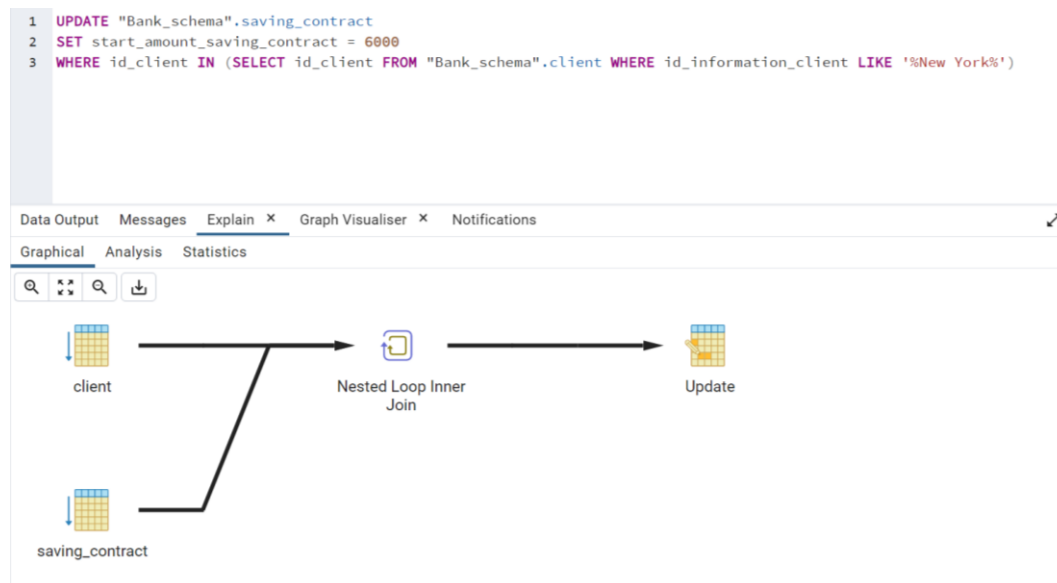 1 UPDATE "Bank_schema".saving_contract
2 SET start_amount_saving_contract = 6000
3 WHERE id_client IN (SELECT id_client FROM "Bank_schema".client WHERE id_information_client LIKE '%New York%')
Data Output Messages Explain × Graph Visualiser × Notifications
Graphical Analysis Statistics
client
Nested Loop Inner
Join
Update
saving_contract